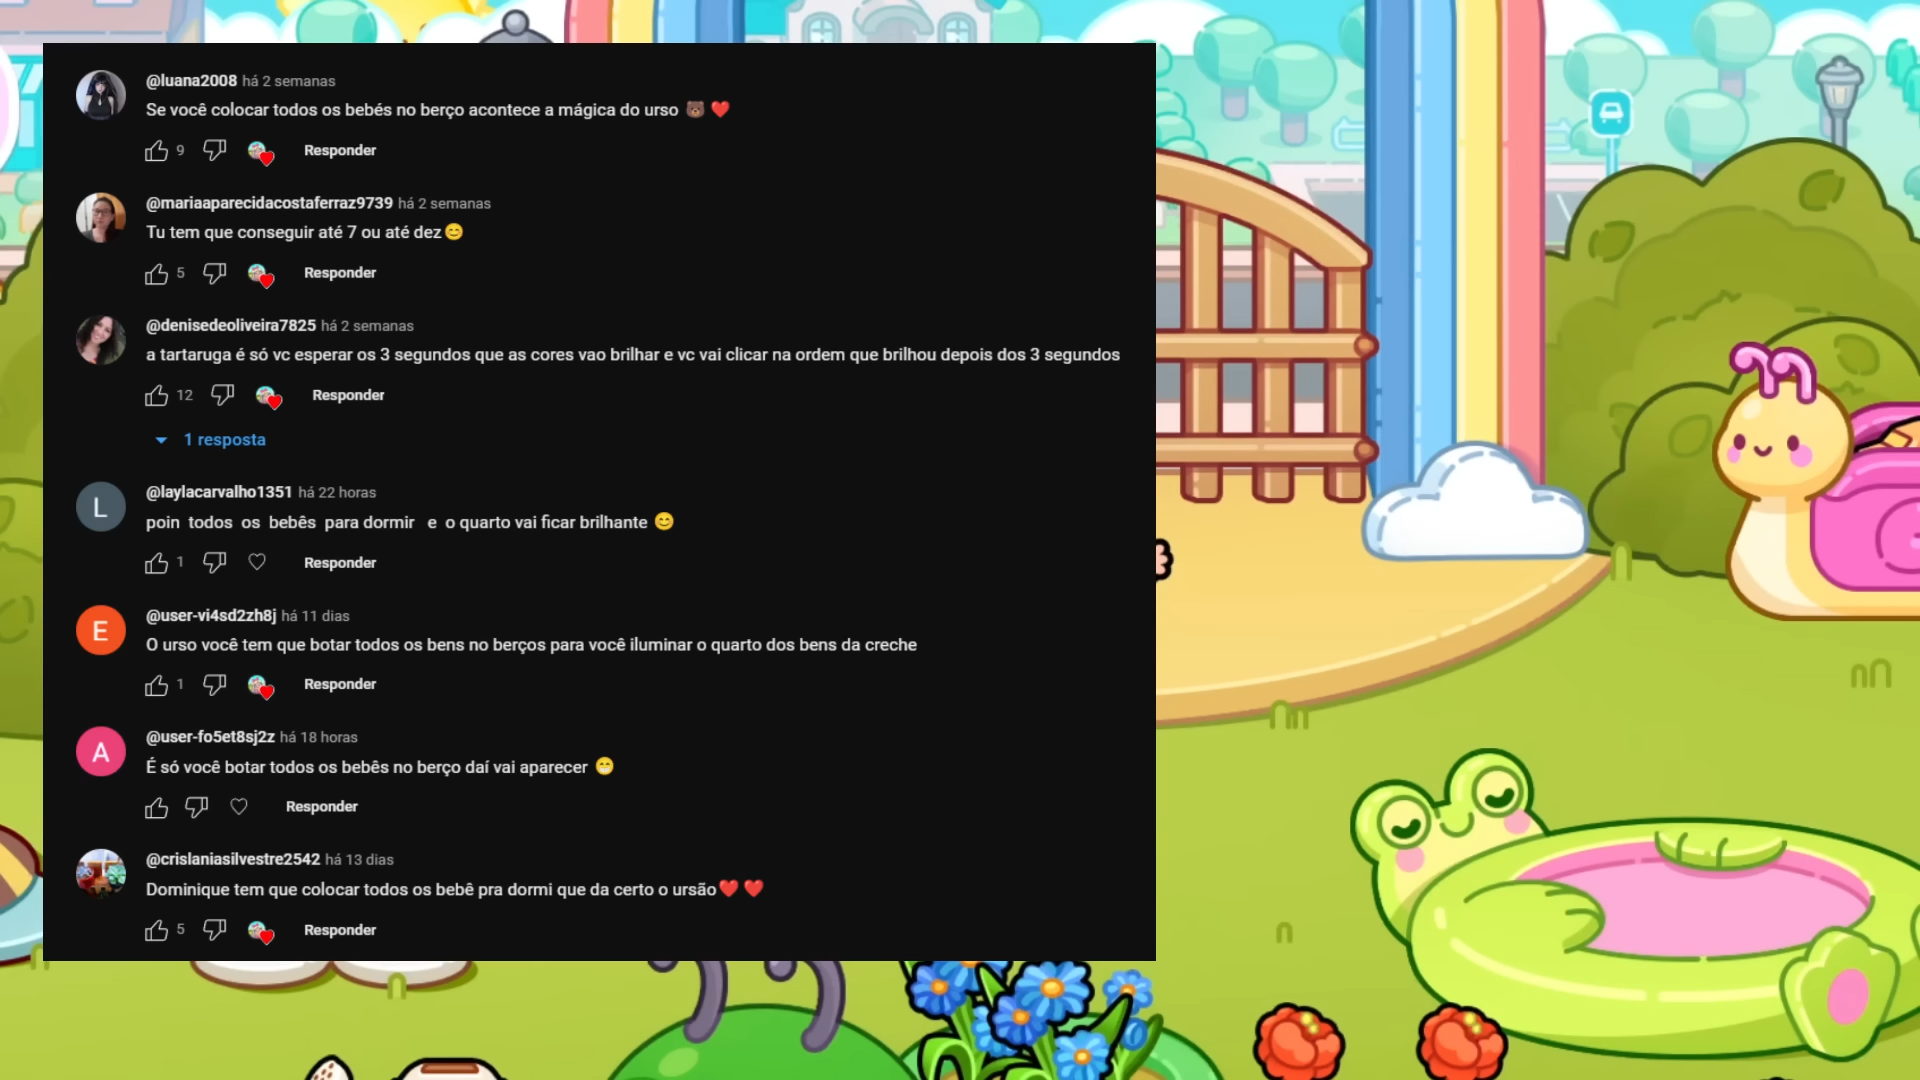 @luana2008 há 2 semanas
Se você colocar todos os bebés no berço acontece a mágica do urso 🐻 ❤️
9 Responder
@mariaaparecidacostaferraz9739 há 2 semanas
Tu tem que conseguir até 7 ou até dez😊
5 Responder
@denisedeoliveira7825 há 2 semanas
a tartaruga é só vc esperar os 3 segundos que as cores vao brilhar e vc vai clicar na ordem que brilhou depois dos 3 segundos
12 Responder
1 resposta
L
@laylacarvalho1351 há 22 horas
poin todos os bebês para dormir e o quarto vai ficar brilhante 😊
1 Responder
E
@user-vi4sd2zh8j há 11 dias
O urso você tem que botar todos os bens no berços para você iluminar o quarto dos bens da creche
1 Responder
A
@user-fo5et8sj2z há 18 horas
É só você botar todos os bebês no berço daí vai aparecer 😁
Responder
@crislaniasilvestre2542 há 13 dias
Dominique tem que colocar todos os bebê pra dormi que da certo o ursão❤️ ❤️
5 Responder